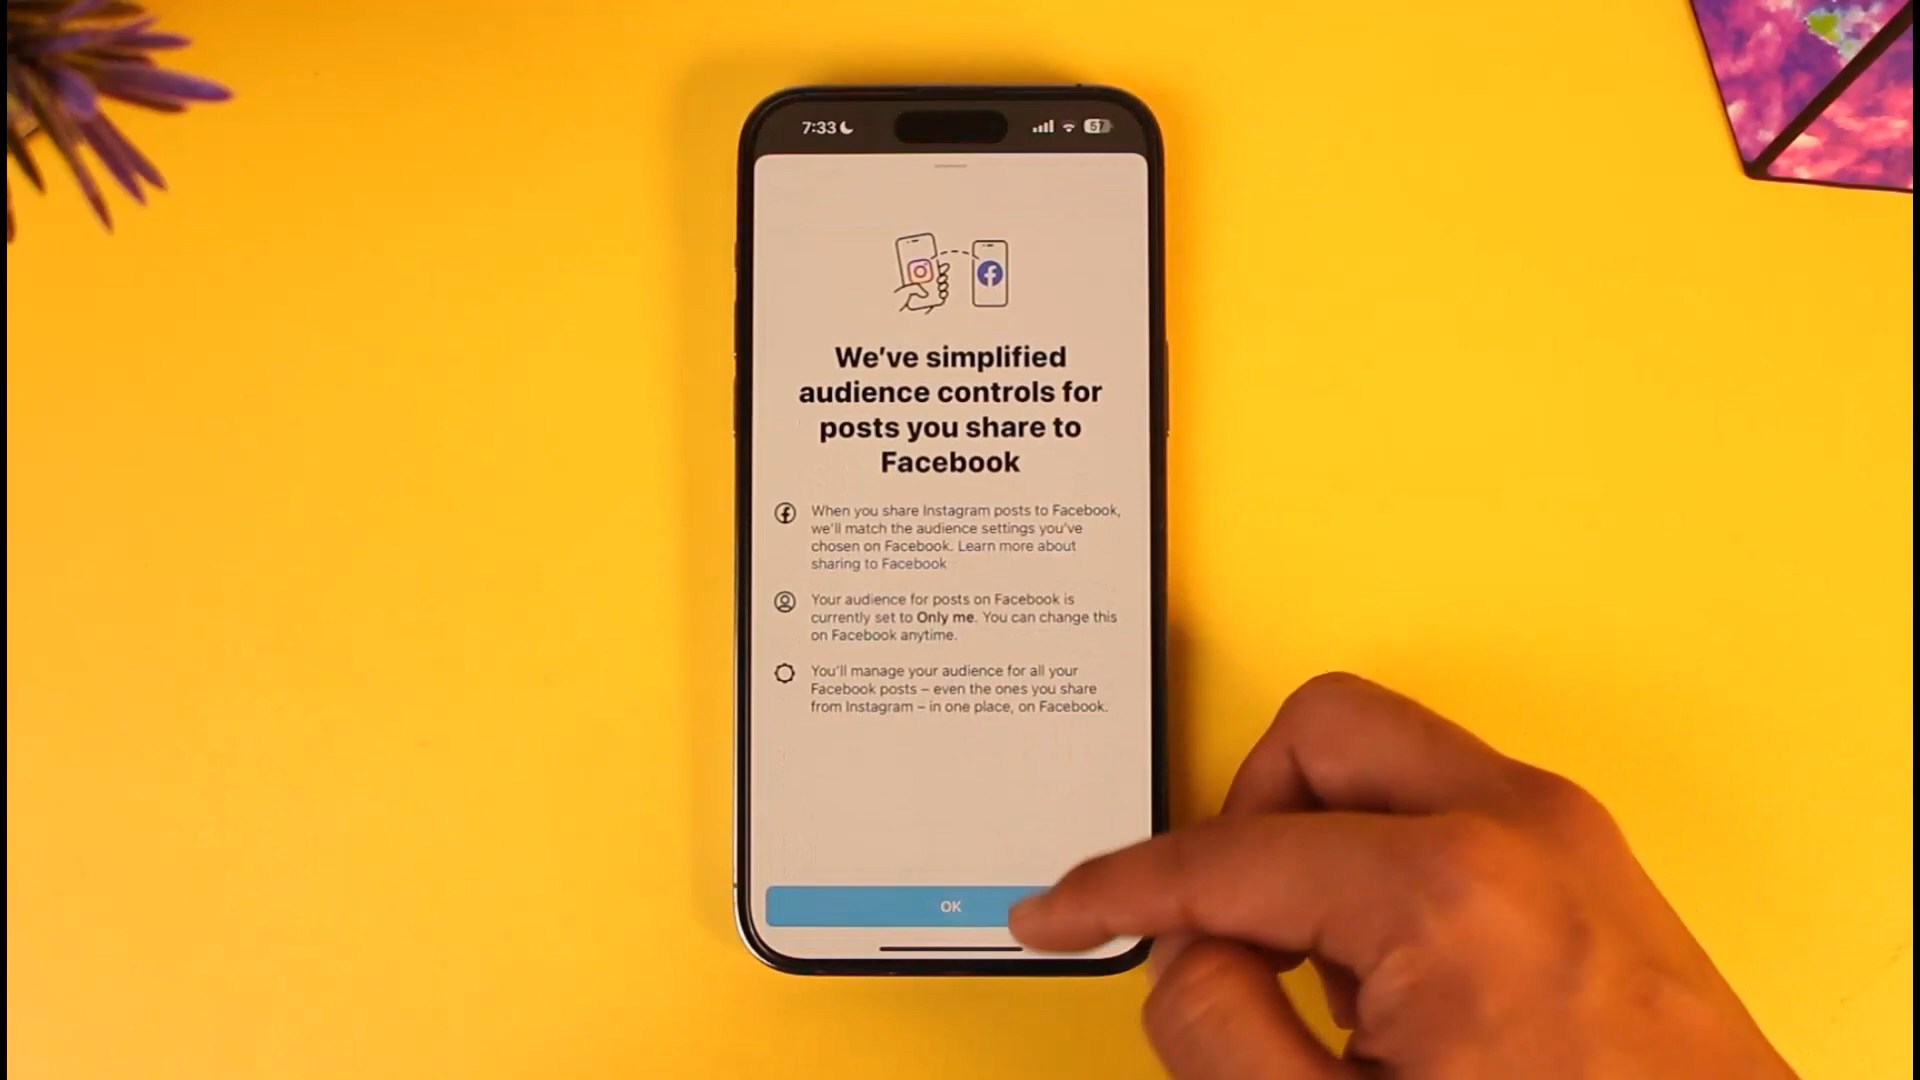 7:33
57
We've simplified
audience controls for
posts you share to
Facebook
When you share Instagram posts to Facebook,
we'll match the audience settings you've
chosen on Facebook. Learn more about
sharing to Facebook
Your audience for posts on Facebook is
currently set to Only me. You can change this
on Facebook anytime.
You'll manage your audience for all your
Facebook posts – even the ones you share
from Instagram – in one place, on Facebook.
OK